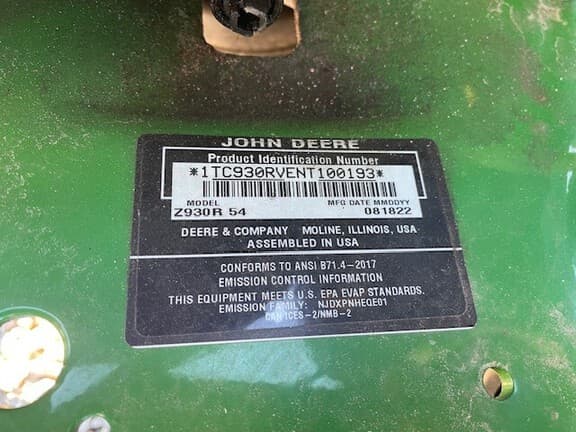 JOHN DEERE
Product Identification Number
*1TC930RVENT100193*
MODEL MFG DATE MMDDYY
Z930R 54 081822
DEERE & COMPANY MOLINE, ILLINOIS, USA
ASSEMBLED IN USA
CONFORMS TO ANSI B71.4-2017
EMISSION CONTROL INFORMATION
THIS EQUIPMENT MEETS U.S. EPA EVAP STANDARDS.
EMISSION FAMILY: NJDXPNHEQE01
CAN ICES-2/NMB-2